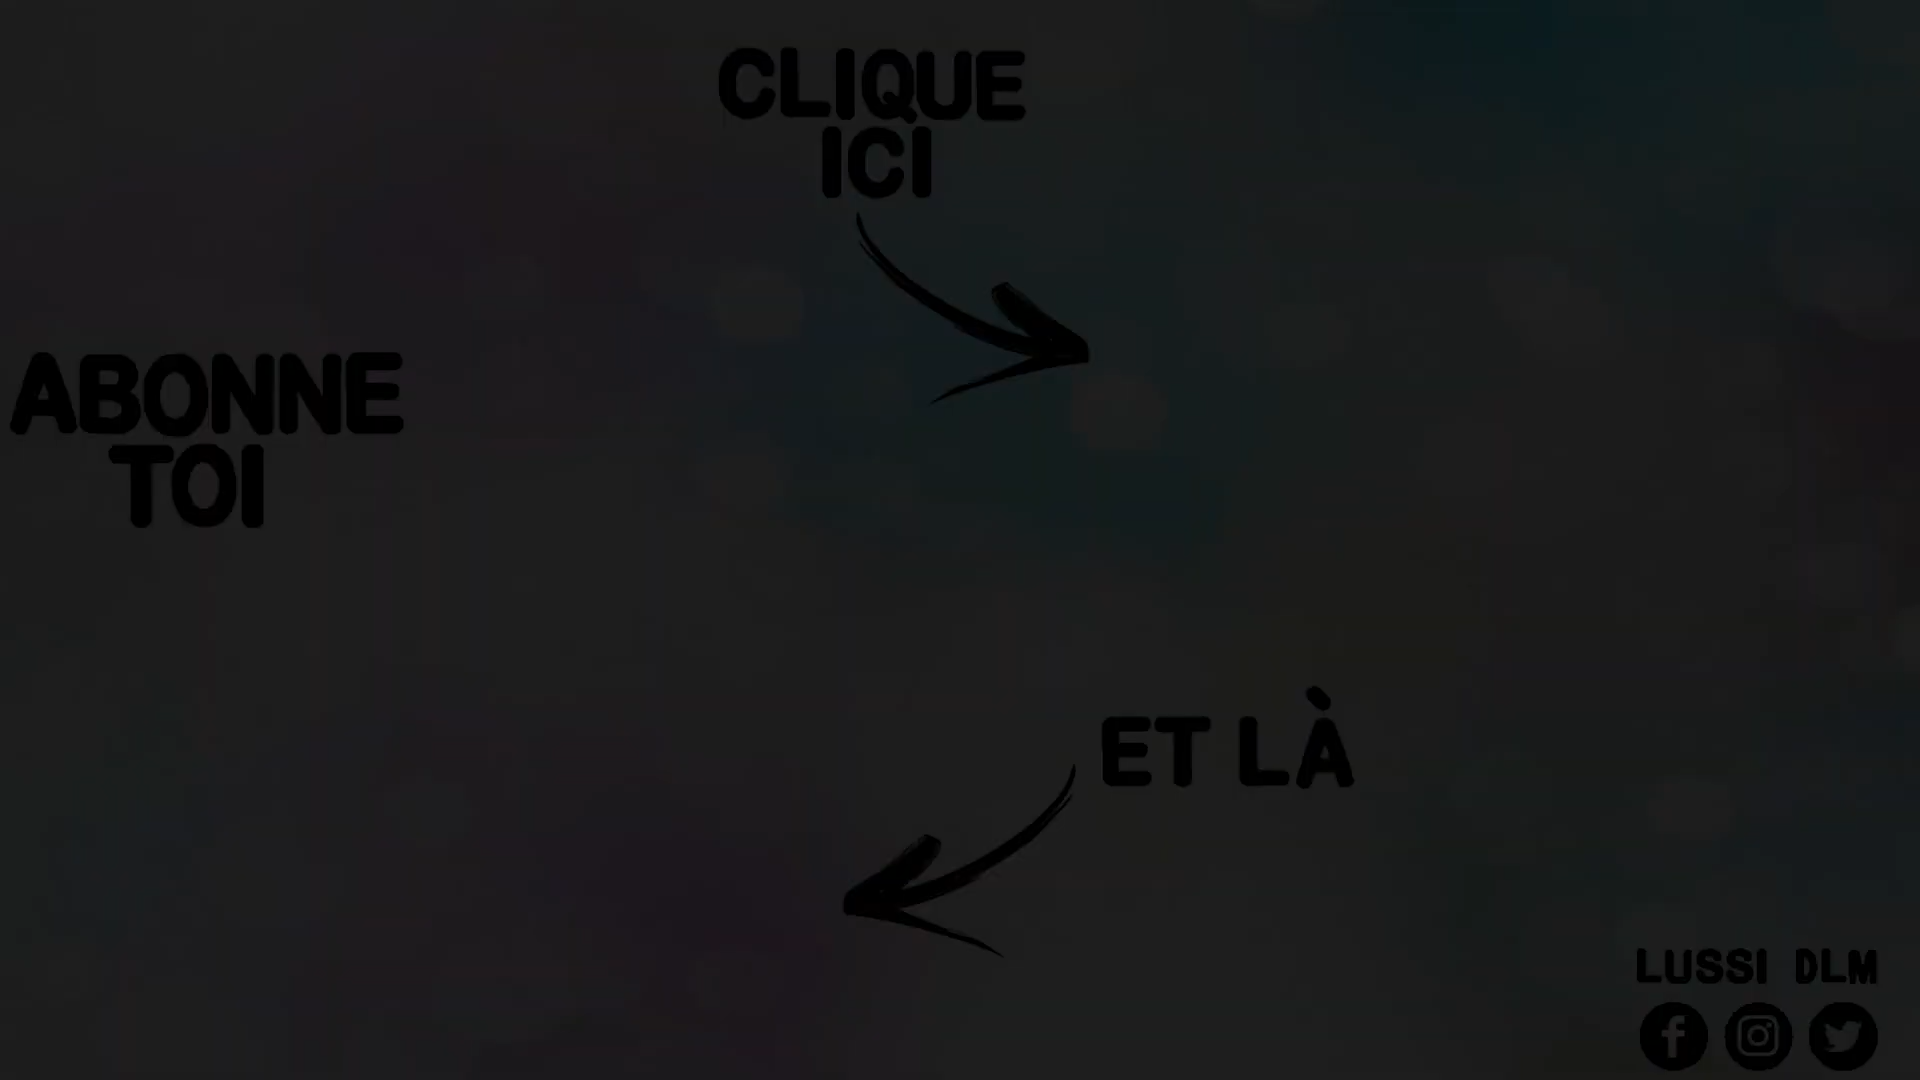 CLIQUE
ICI
ABONNE
TOI
ET LÀ
LUSSI DLM